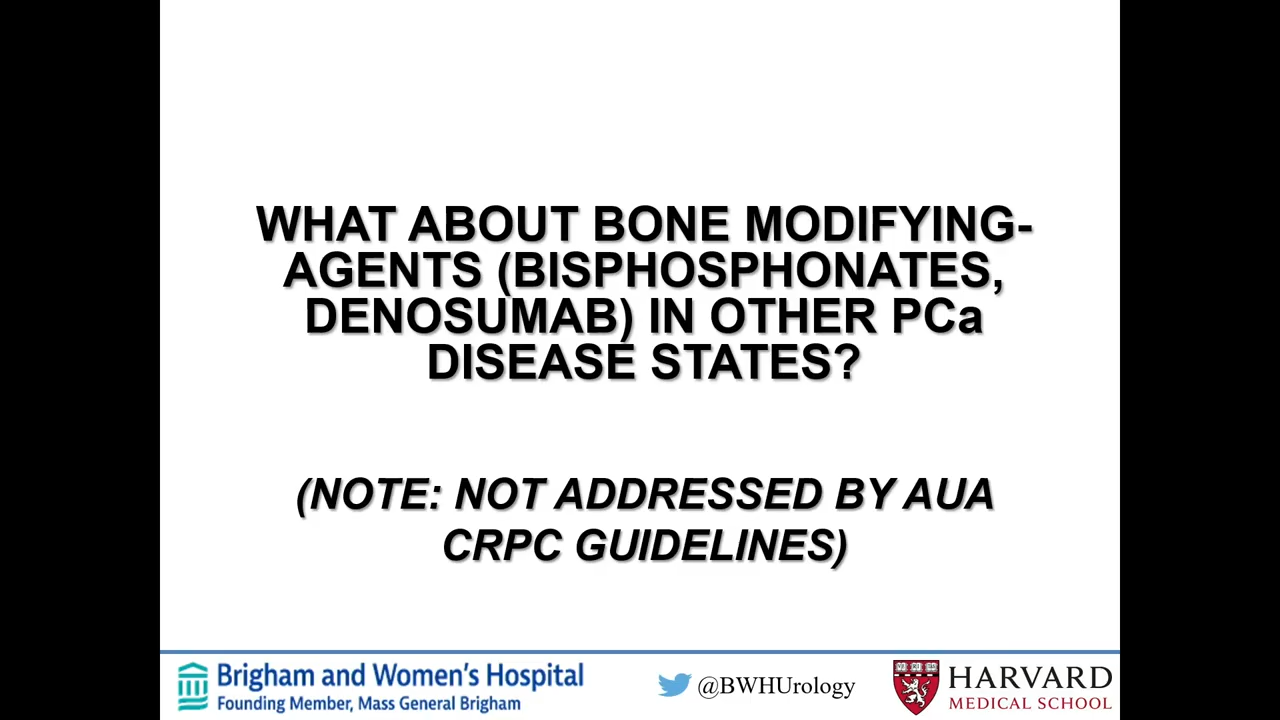 WHAT ABOUT BONE MODIFYING-
AGENTS (BISPHOSPHONATES,
DENOSUMAB) IN OTHER PCa
DISEASE STATES?
(NOTE: NOT ADDRESSED BY AUA
CRPC GUIDELINES)
Brigham and Women's Hospital
Founding Member, Mass General Brigham
@BWHUrology
HARVARD
MEDICAL SCHOOL